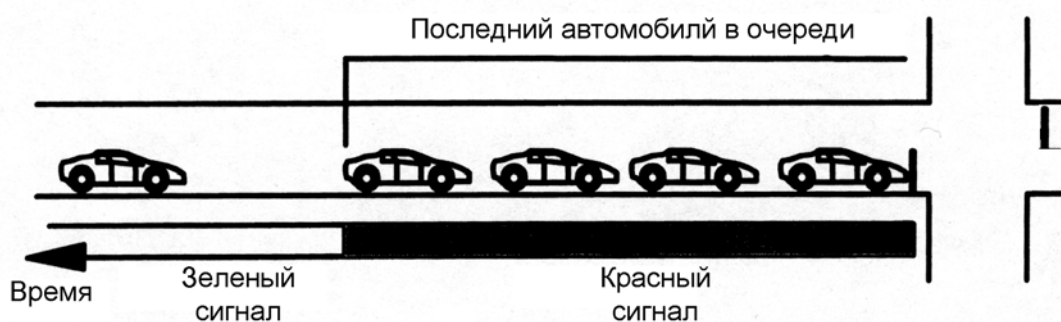 Последний автомобилй в очереди
Зеленый
сигнал
Красный
сигнал
Время